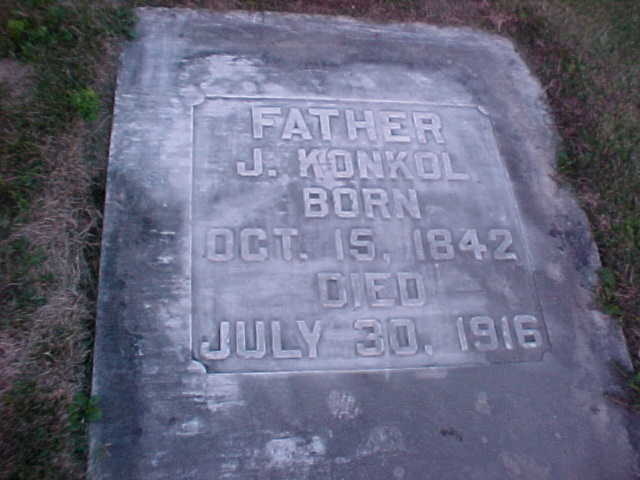 FATHER
J. KONKOL
BORN
OCT. 15, 1842
DIED
JULY 30, 1916